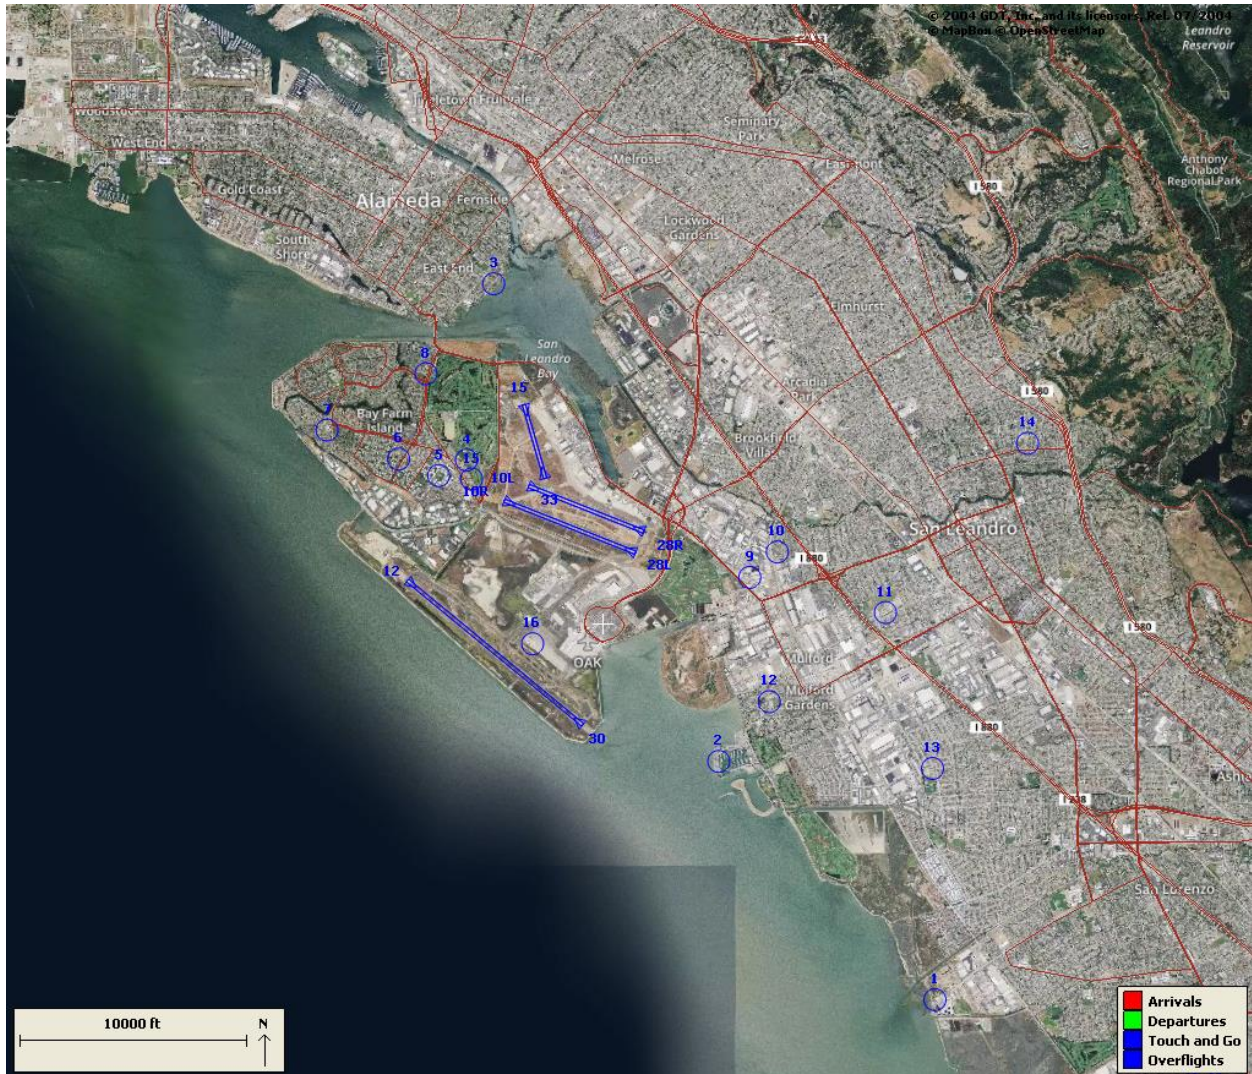 © 2004 GDT, Inc. and its licensors, Rel. 07/2004
© MapBox © OpenStreetMap
Leandro
Reservoir
Fruitvale
Woodstock
West End
Seminary
Park
Melrose
Eastmont
Anthony
Chabot
Regional Park
I 580
Gold Coast
Alameda
Fernside
Lockwood
Gardens
South
Shore
East End
3
Elmhurst
San
Leandro
Bay
8
15
Arcadia
Park
I 580
7
Bay Farm
Island
14
Brookfield
Village
6
4
5
15
10L
10R
33
San Leandro
28R
10
I 880
9
28L
12
11
16
I 580
OAK
Mulford
12
Mulford
Gardens
30
2
13
I 880
I 238
San Lorenzo
1
10000 ft
N
Arrivals
Departures
Touch and Go
Overflights